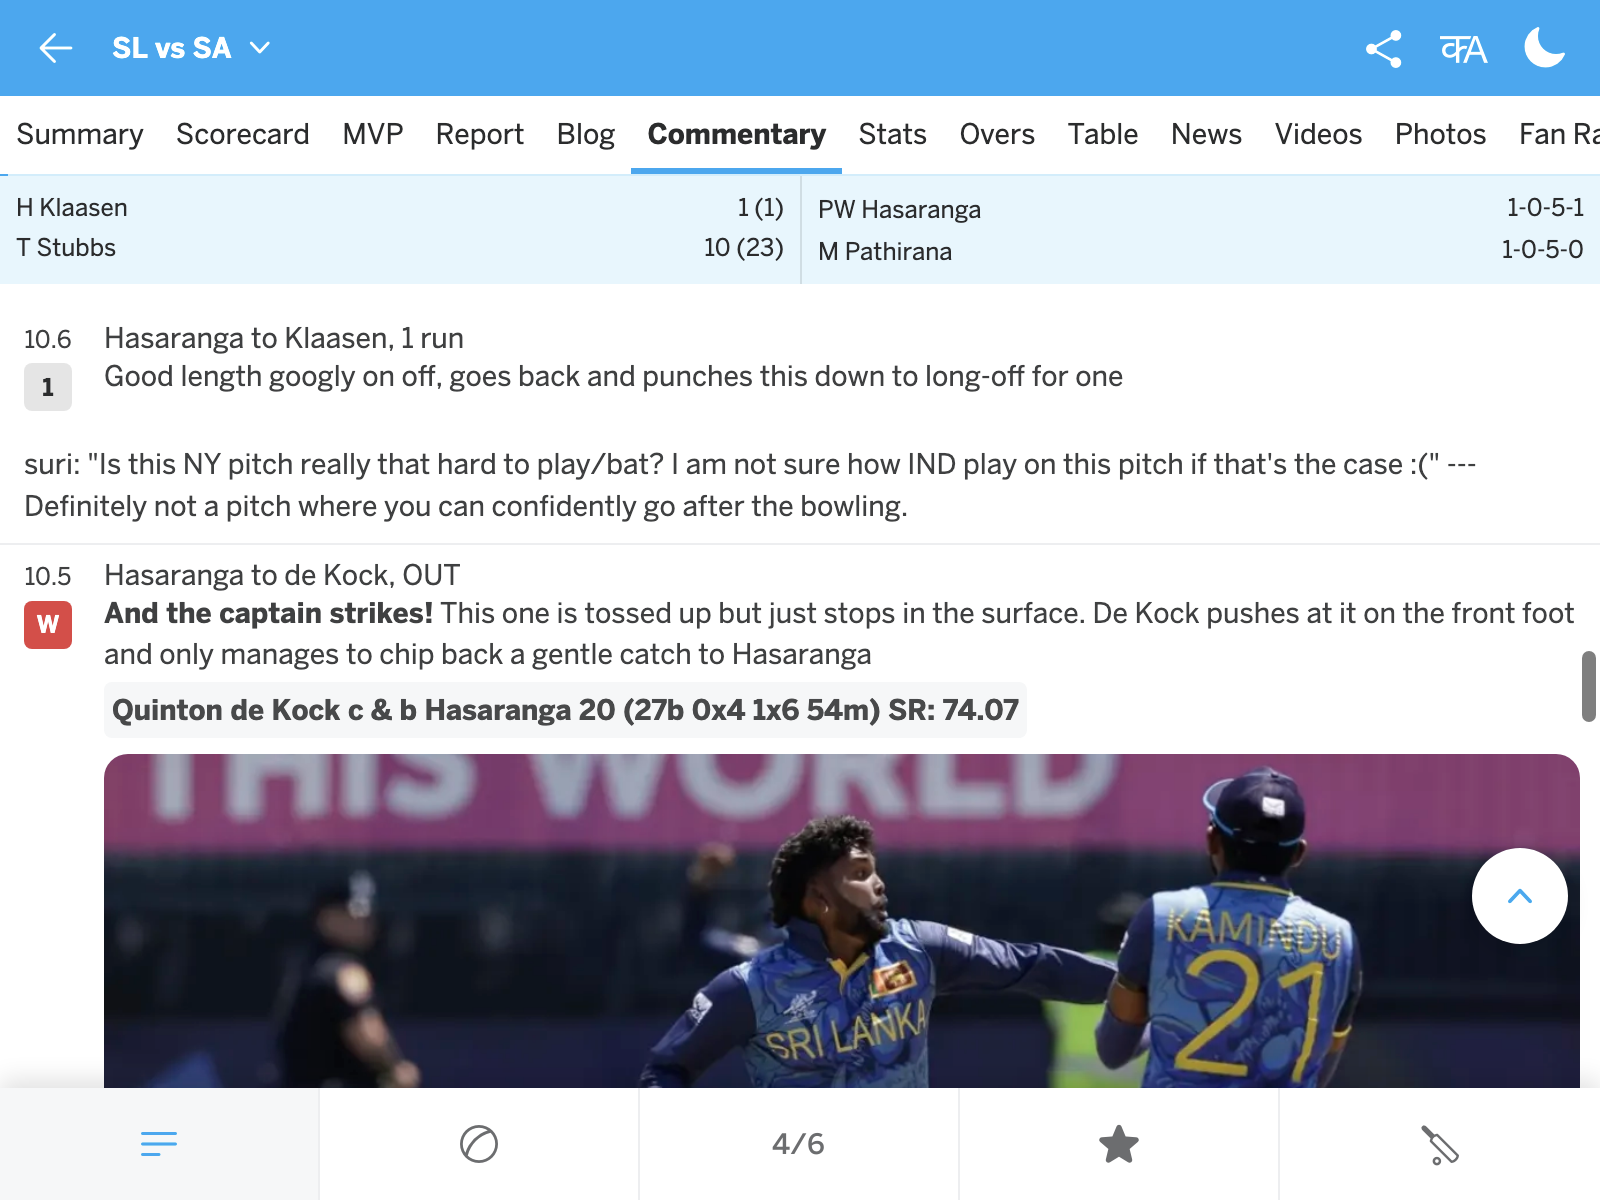 SL vs SA
Summary Scorecard MVP Report Blog Commentary Stats Overs Table News Videos Photos Fan Ra
H Klaasen 1 (1) PW Hasaranga 1-0-5-1
T Stubbs 10 (23) M Pathirana 1-0-5-0
10.6 Hasaranga to Klaasen, 1 run
1 Good length googly on off, goes back and punches this down to long-off for one
suri: "Is this NY pitch really that hard to play/bat? I am not sure how IND play on this pitch if that's the case :(" ---
Definitely not a pitch where you can confidently go after the bowling.
10.5 Hasaranga to de Kock, OUT
W And the captain strikes! This one is tossed up but just stops in the surface. De Kock pushes at it on the front foot
and only manages to chip back a gentle catch to Hasaranga
Quinton de Kock c & b Hasaranga 20 (27b 0x4 1x6 54m) SR: 74.07
THIS WORLD
KAMINDU
21
SRI LANKA
4/6